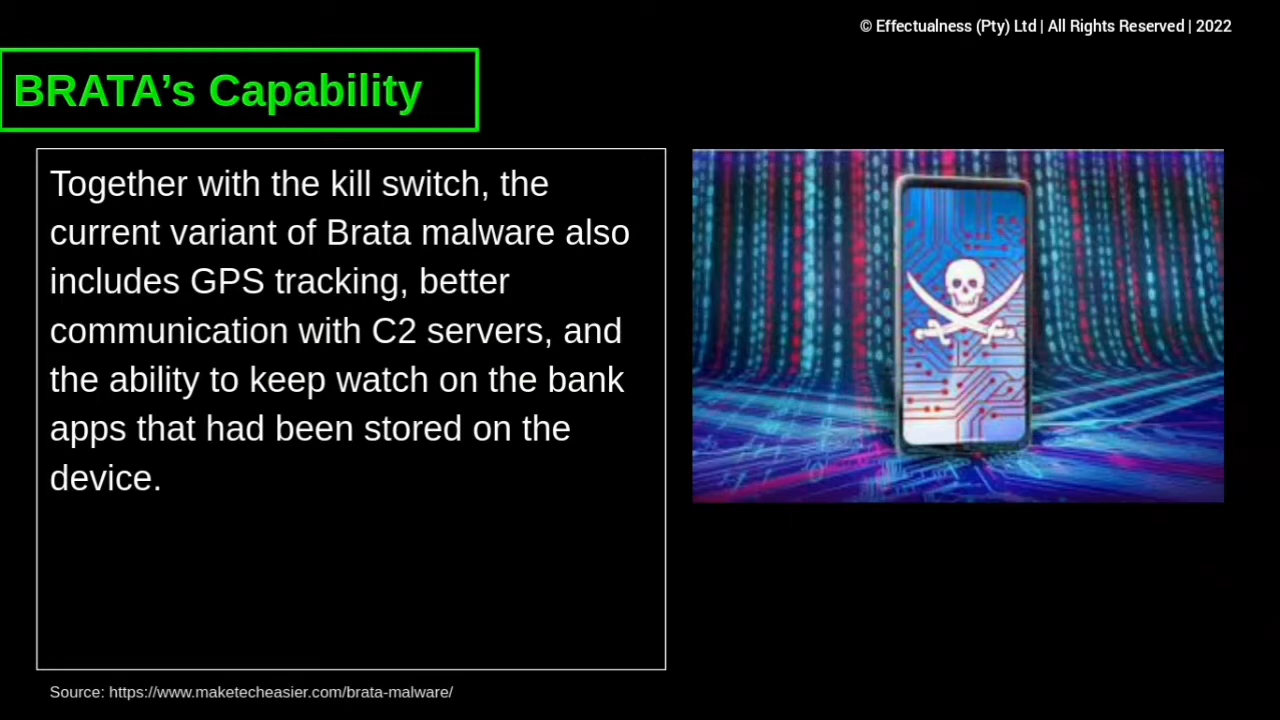 © Effectualness (Pty) Ltd | All Rights Reserved | 2022
BRATA’s Capability
Together with the kill switch, the
current variant of Brata malware also
includes GPS tracking, better
communication with C2 servers, and
the ability to keep watch on the bank
apps that had been stored on the
device.
Source: https://www.maketecheasier.com/brata-malware/